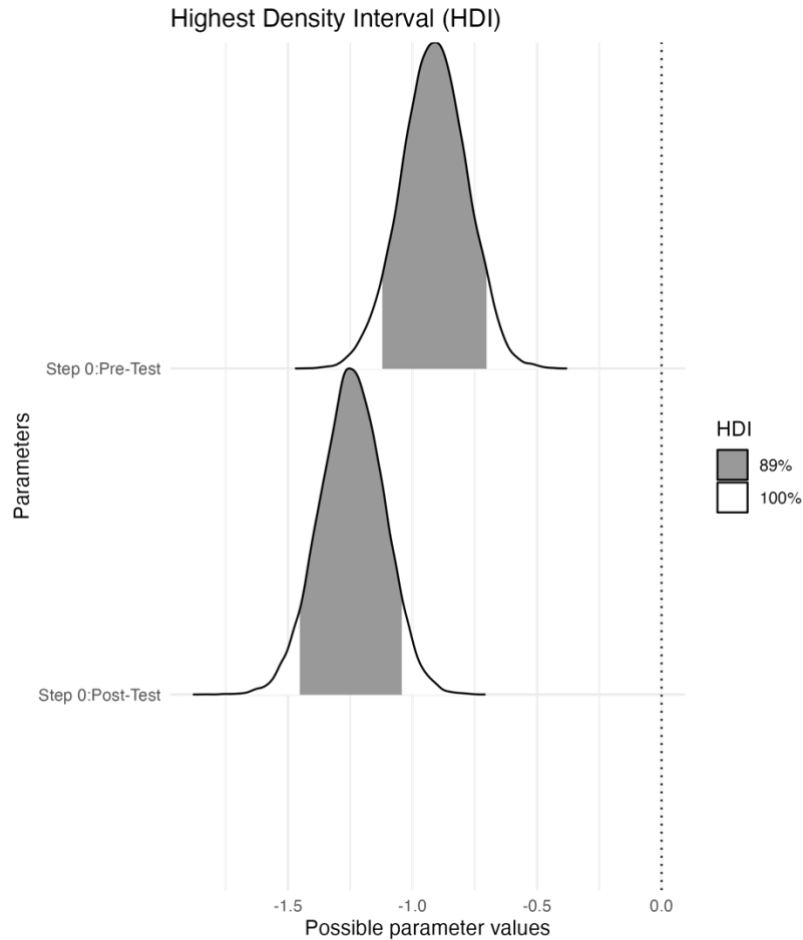 Highest Density Interval (HDI)
Step 0:Pre-Test
Parameters
Step 0:Post-Test
HDI
89%
100%
-1.5
-1.0
-0.5
0.0
Possible parameter values